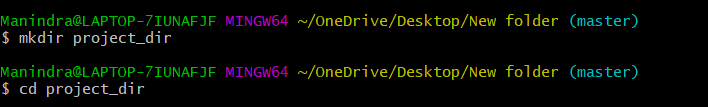 Manindra@LAPTOP-7IUNAFJF MINGW64 ~/OneDrive/Desktop/New folder (master)
$ mkdir project_dir
Manindra@LAPTOP-7IUNAFJF MINGW64 ~/OneDrive/Desktop/New folder (master)
$ cd project_dir